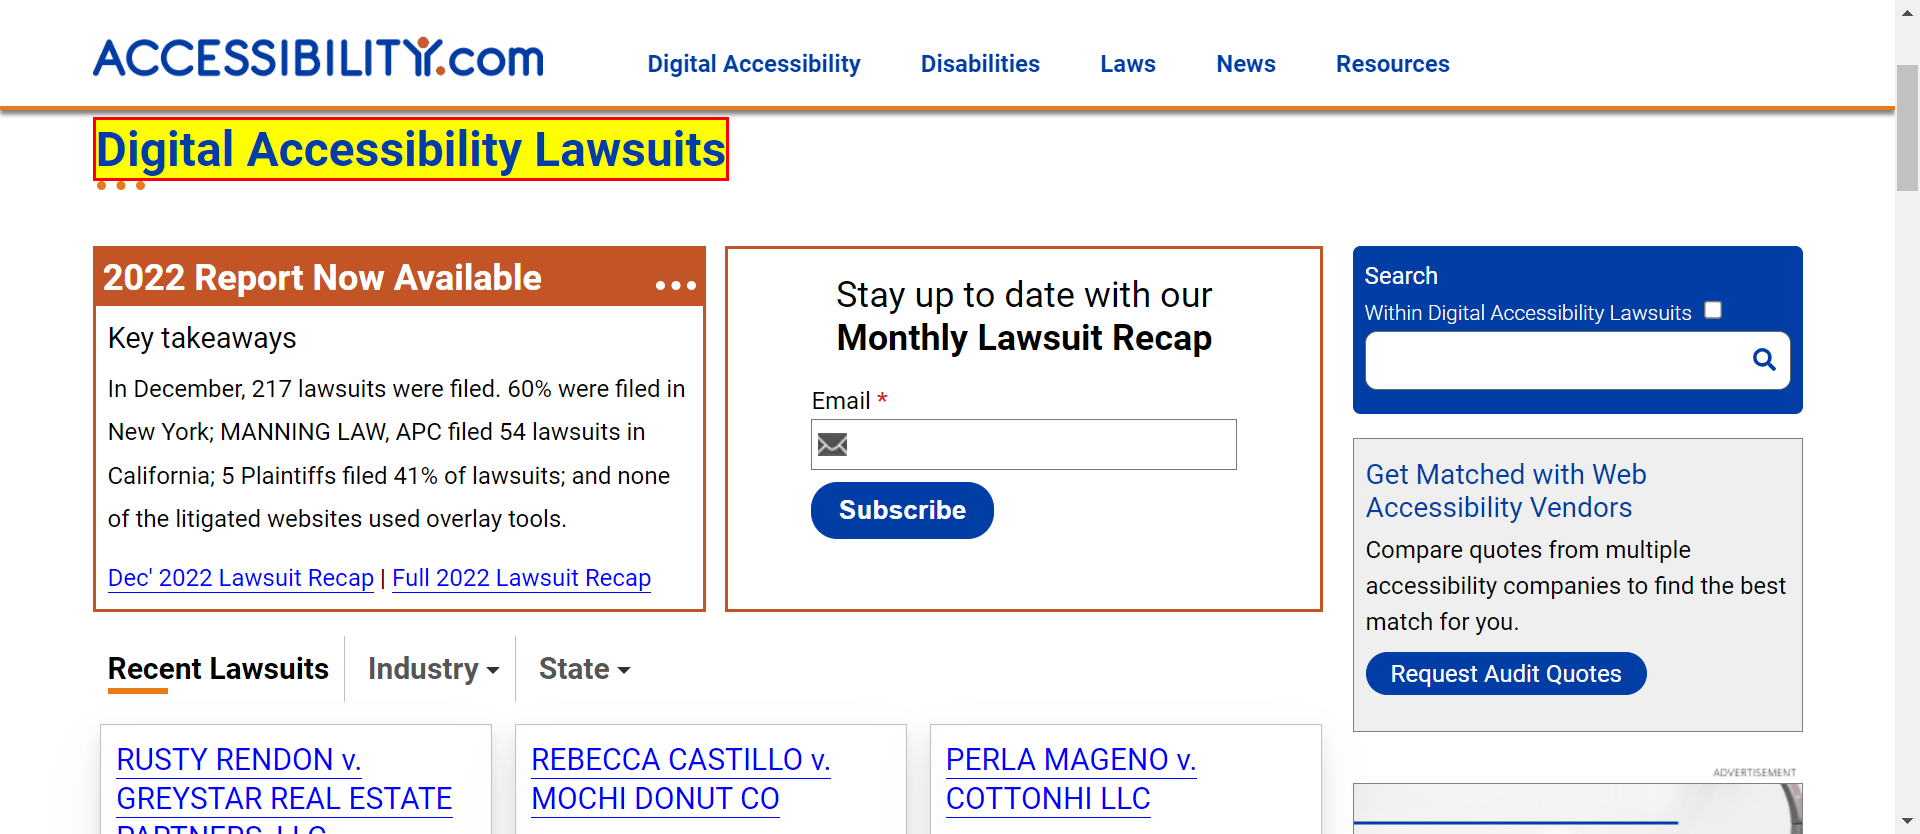 ACCESSIBILITY.com
Digital Accessibility
Disabilities
Laws
News
Resources
Digital Accessibility Lawsuits
2022 Report Now Available
Key takeaways
In December, 217 lawsuits were filed. 60% were filed in
New York; MANNING LAW, APC filed 54 lawsuits in
California; 5 Plaintiffs filed 41% of lawsuits; and none
of the litigated websites used overlay tools.
Dec' 2022 Lawsuit Recap | Full 2022 Lawsuit Recap
Stay up to date with our
Monthly Lawsuit Recap
Email *
Subscribe
Search
Within Digital Accessibility Lawsuits
Get Matched with Web
Accessibility Vendors
Compare quotes from multiple
accessibility companies to find the best
match for you.
Request Audit Quotes
Recent Lawsuits
Industry
State
RUSTY RENDON v.
GREYSTAR REAL ESTATE
PARTNERS, LLC
REBECCA CASTILLO v.
MOCHI DONUT CO
PERLA MAGENO v.
COTTONHI LLC
ADVERTISEMENT